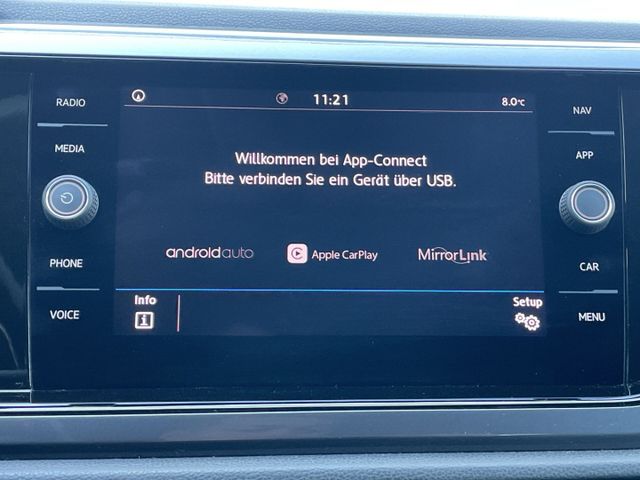 RADIO
MEDIA
PHONE
VOICE
11:21
8.0°C
Willkommen bei App-Connect
Bitte verbinden Sie ein Gerät über USB.
androidauto
Apple CarPlay
MirrorLink
Info
Setup
NAV
APP
CAR
MENU